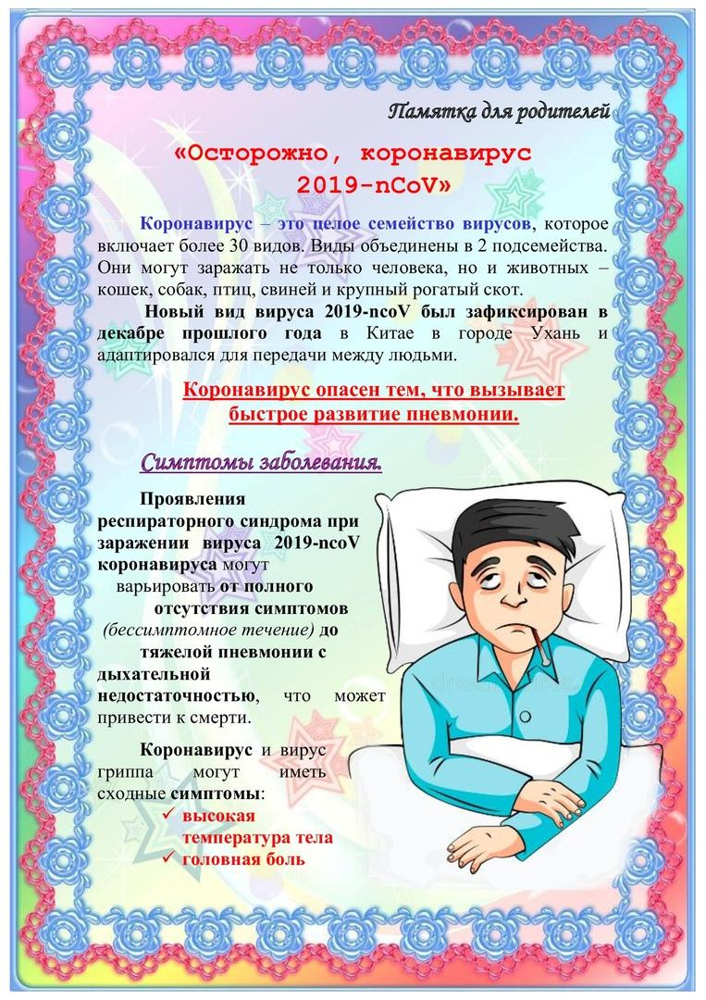 Памятка для родителей
«Осторожно, коронавирус
2019-nCoV»
Коронавирус – это целое семейство вирусов, которое
включает более 30 видов. Виды объединены в 2 подсемейства.
Они могут заражать не только человека, но и животных –
кошек, собак, птиц, свиней и крупный рогатый скот.
Новый вид вируса 2019-ncoV был зафиксирован в
декабре прошлого года в Китае в городе Ухань и
адаптировался для передачи между людьми.
Коронавирус опасен тем, что вызывает
быстрое развитие пневмонии.
Симптомы заболевания.
Проявления
респираторного синдрома при
заражении вируса 2019-ncoV
коронавируса могут
варьировать от полного
отсутствия симптомов
(бессимптомное течение) до
тяжелой пневмонии с
дыхательной
недостаточностью, что может
привести к смерти.
Коронавирус и вирус
гриппа могут иметь
сходные симптомы:
✓ высокая
температура тела
✓ головная боль